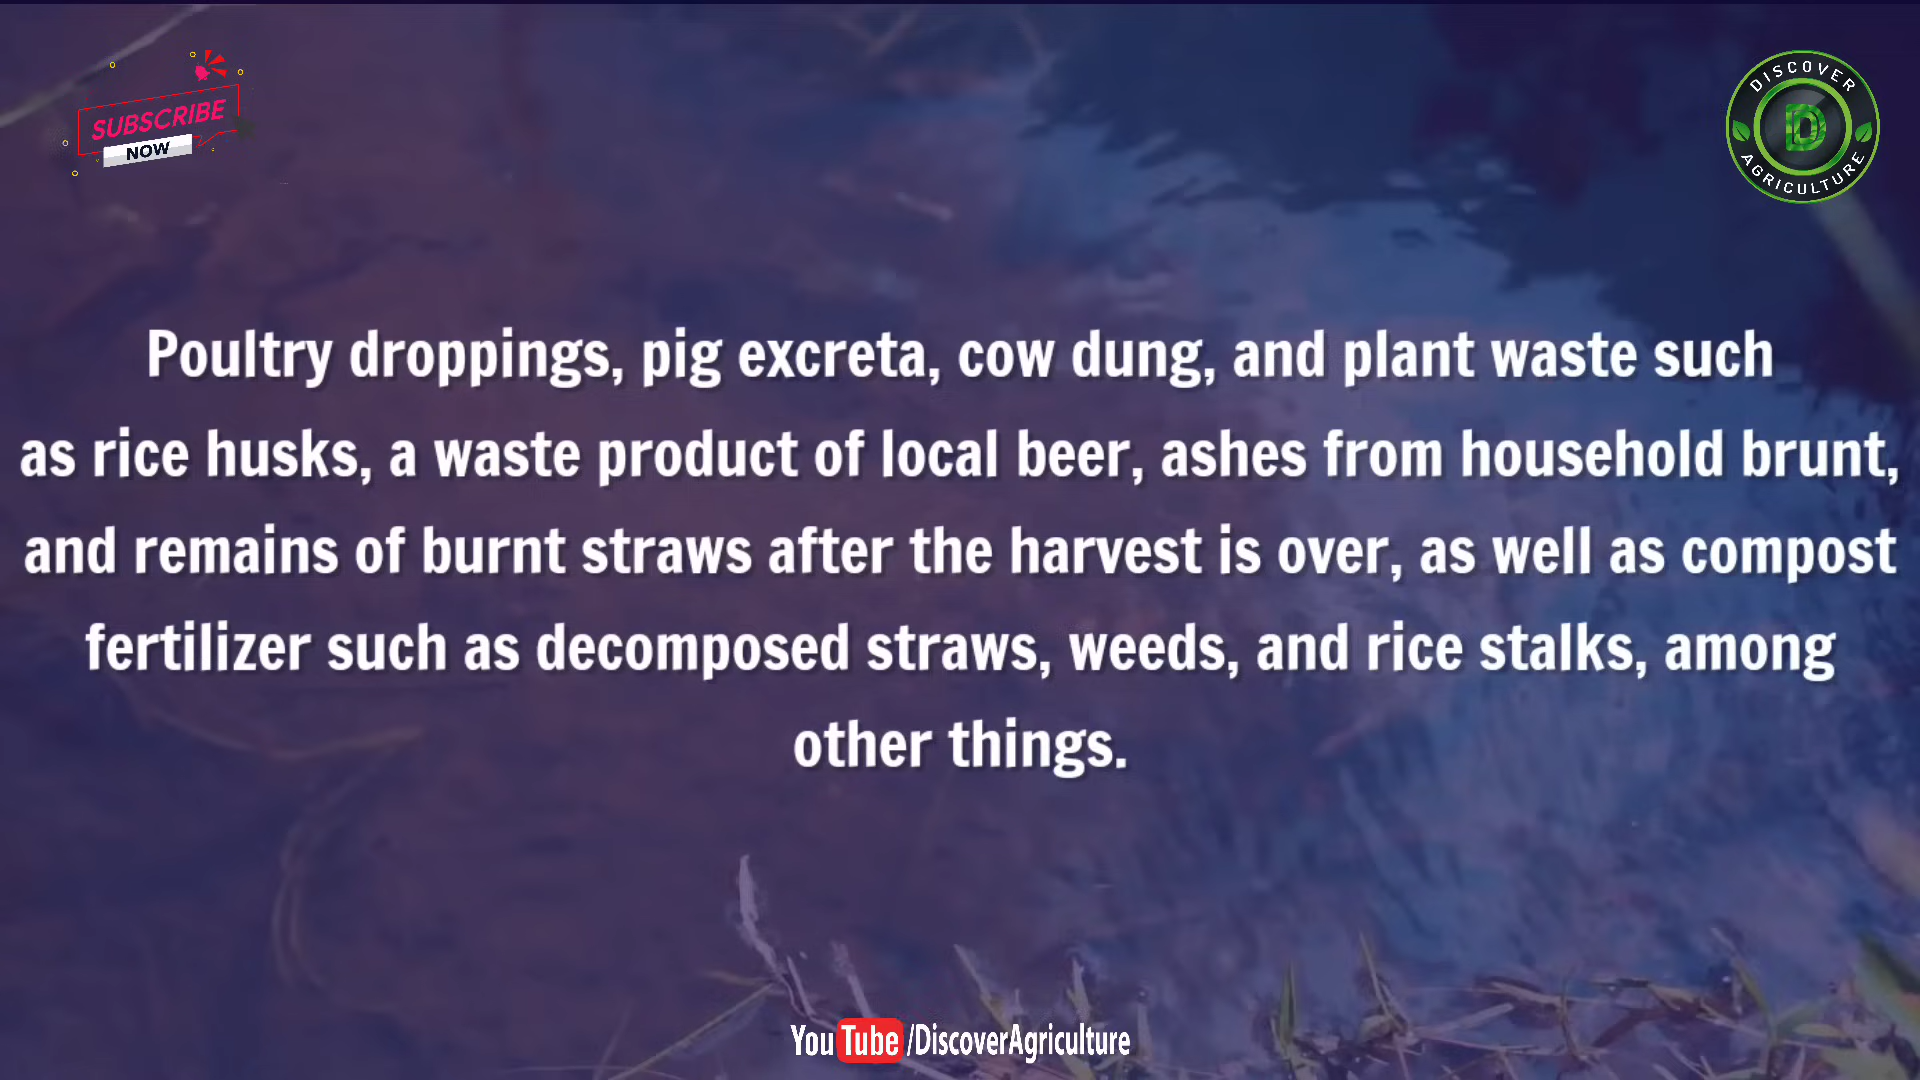 SUBSCRIBE
NOW
DISCOVER
D
AGRICULTURE
Poultry droppings, pig excreta, cow dung, and plant waste such
as rice husks, a waste product of local beer, ashes from household brunt,
and remains of burnt straws after the harvest is over, as well as compost
fertilizer such as decomposed straws, weeds, and rice stalks, among
other things.
YouTube/DiscoverAgriculture